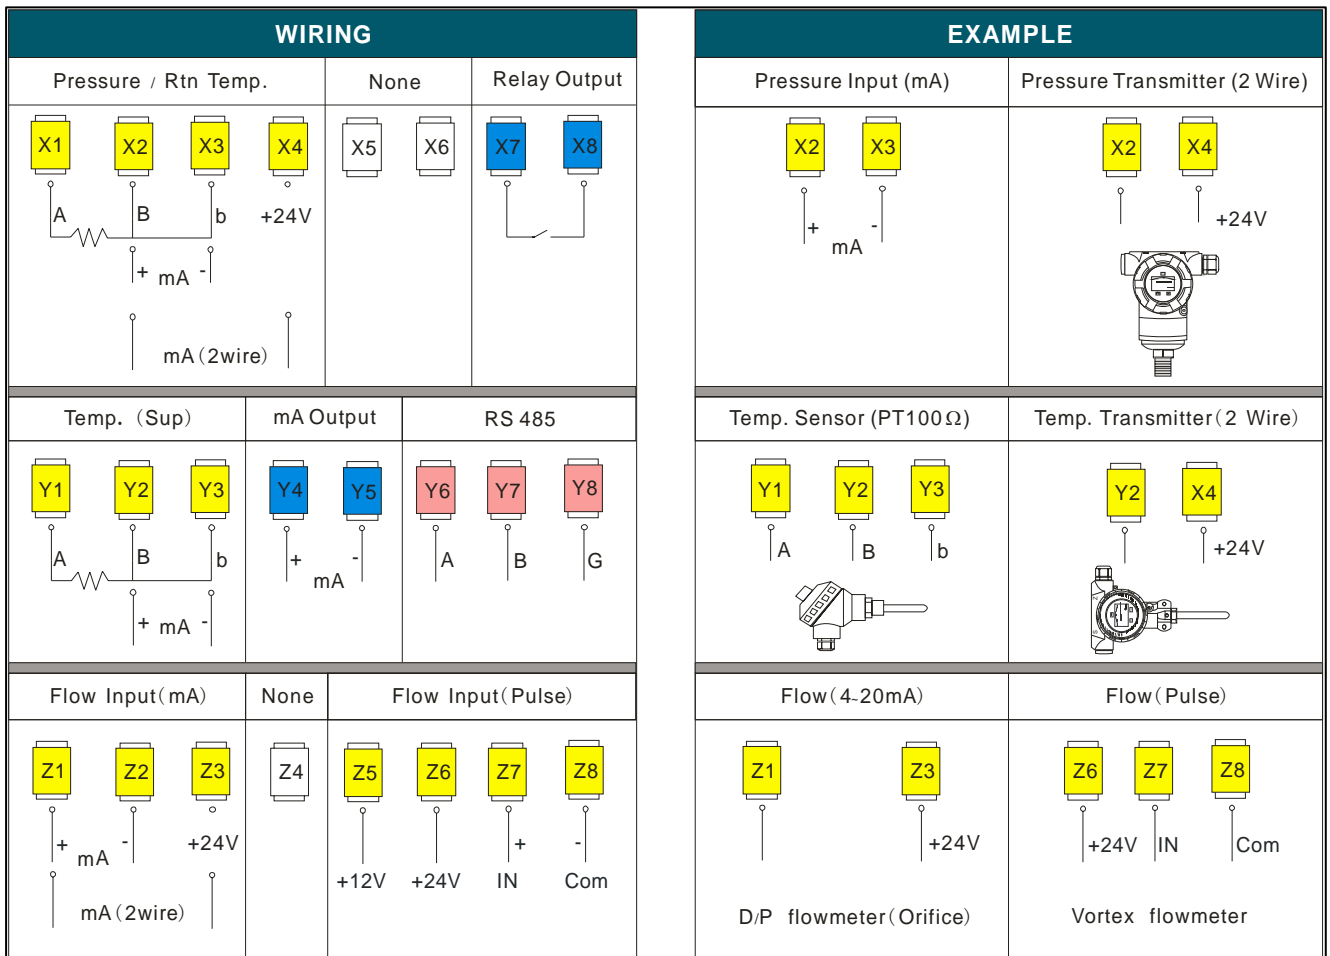 WIRING
EXAMPLE
Pressure / Rtn Temp.
None
Relay Output
Pressure Input (mA)
Pressure Transmitter (2 Wire)
X1 X2 X3 X4 X5 X6 X7 X8
X2 X3
X2 X4
A B b +24V
+ mA -
mA (2wire)
+ mA -
+24V
Temp. (Sup)
mA Output
RS 485
Temp. Sensor (PT100Ω)
Temp. Transmitter (2 Wire)
Y1 Y2 Y3 Y4 Y5 Y6 Y7 Y8
Y1 Y2 Y3
Y2 X4
A B b
+ mA -
+ mA -
A B G
A B b
+24V
Flow Input (mA)
None
Flow Input (Pulse)
Flow (4~20mA)
Flow (Pulse)
Z1 Z2 Z3 Z4 Z5 Z6 Z7 Z8
Z1 Z3
Z6 Z7 Z8
+ mA - +24V
mA (2wire)
+ -
+12V +24V IN Com
+24V
+24V IN Com
D/P flowmeter (Orifice)
Vortex flowmeter